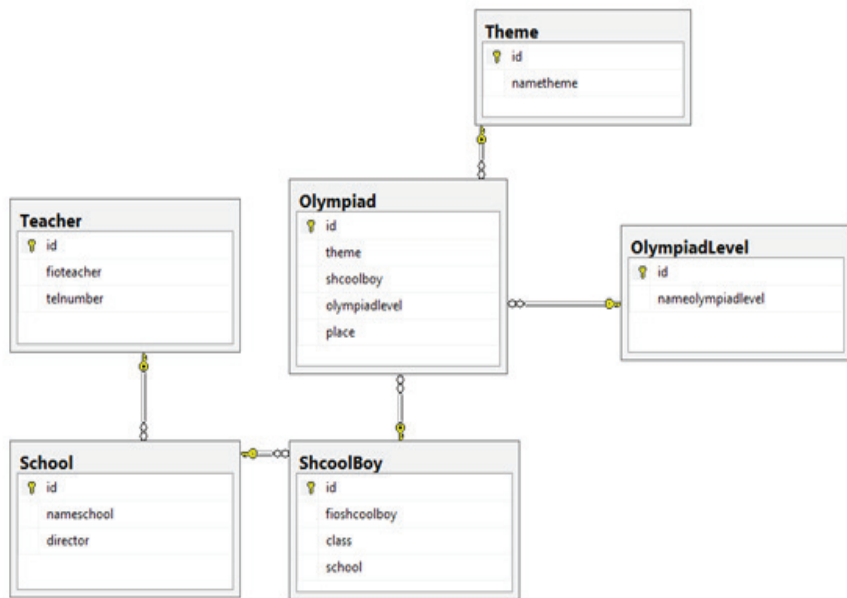 Theme
id
nametheme
Olympiad
id
theme
shcoolboy
olympiadlevel
place
Teacher
id
fioteacher
telnumber
OlympiadLevel
id
nameolympiadlevel
School
id
nameschool
director
ShcoolBoy
id
fioshcoolboy
class
school